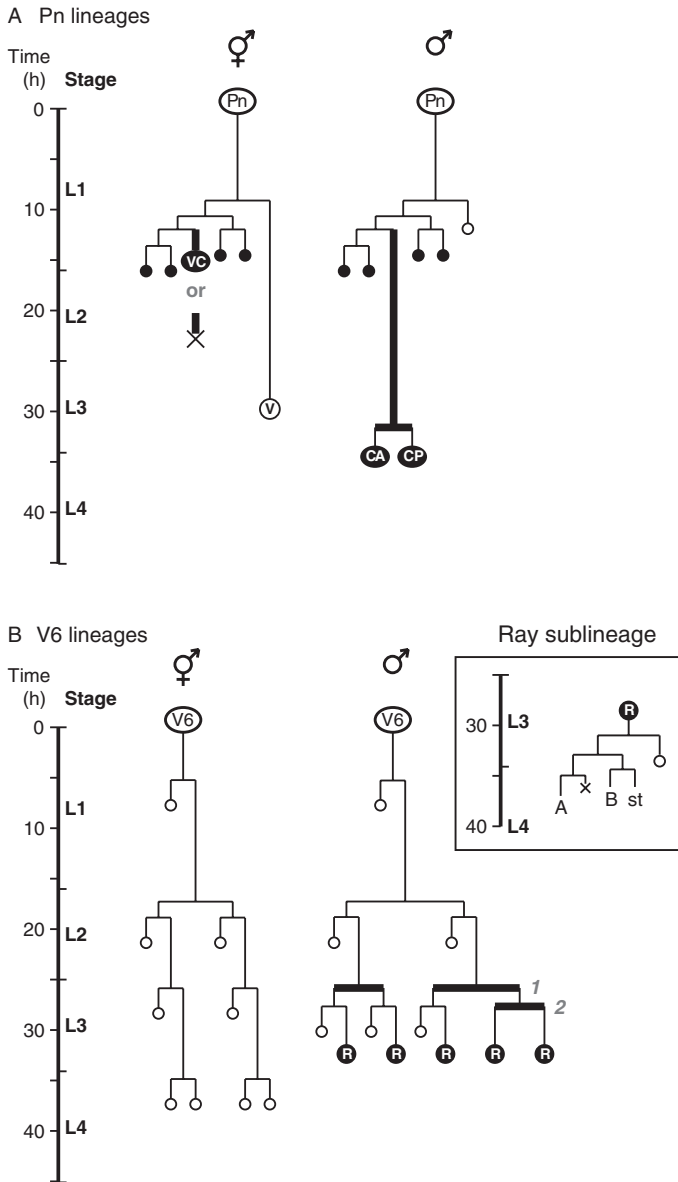 A Pn lineages
Time
(h) Stage
Pn
Pn
0
L1
10
VC
or
20
L2
30
L3
V
CA CP
40
L4
B V6 lineages
Ray sublineage
Time
(h) Stage
0
V6
V6
R
30
L3
A
B st
40
L4
L1
10
20
L2
1
2
30
L3
R R R R R
L4
40